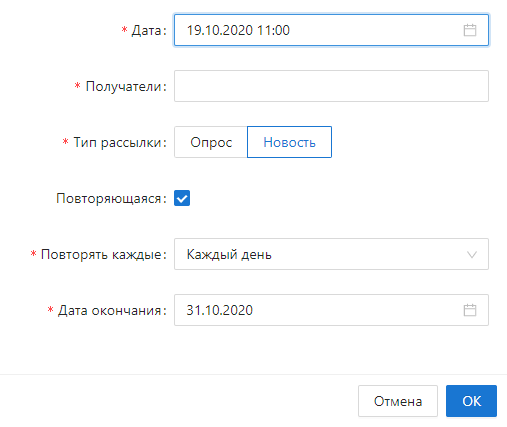 * Дата: 19.10.2020 11:00
* Получатели:
* Тип рассылки: Опрос Новость
Повторяющаяся:
* Повторять каждые: Каждый день
* Дата окончания: 31.10.2020
Отмена OK